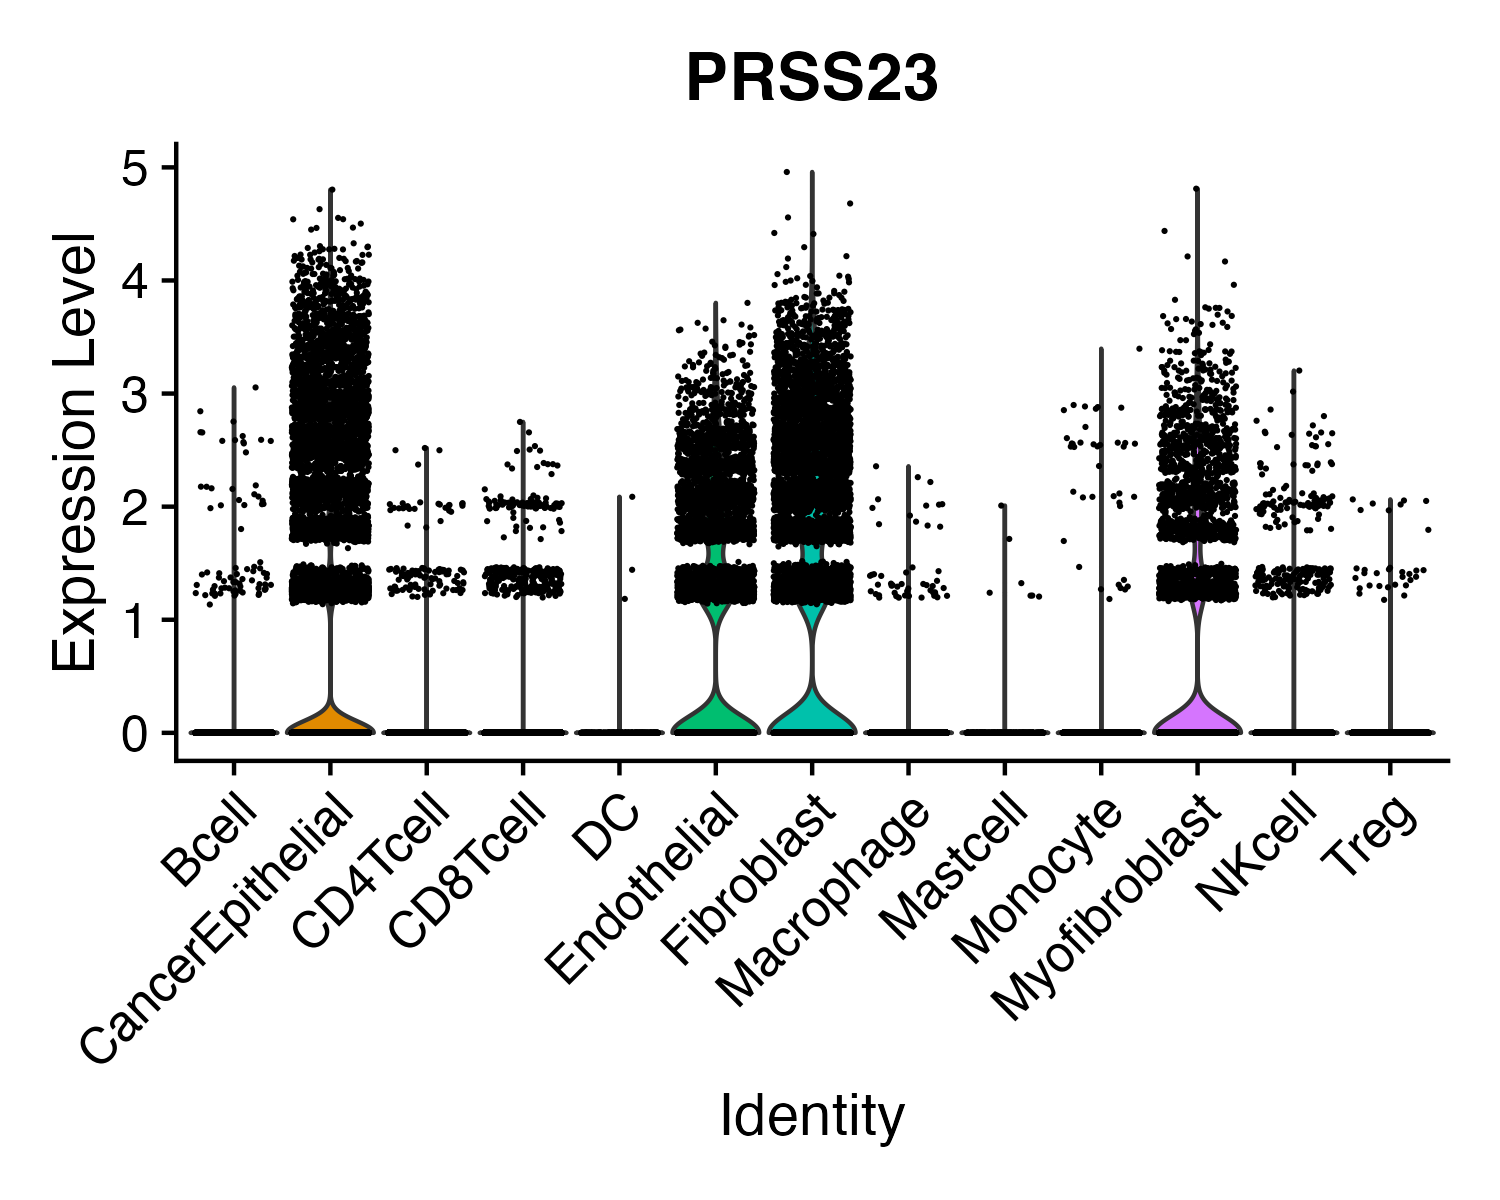 PRSS23
Expression Level
5
4
3
2
1
0
Bcell
CancerEpithelial
CD4Tcell
CD8Tcell
DC
Endothelial
Fibroblast
Macrophage
Mastcell
Monocyte
Myofibroblast
NKcell
Treg
Identity